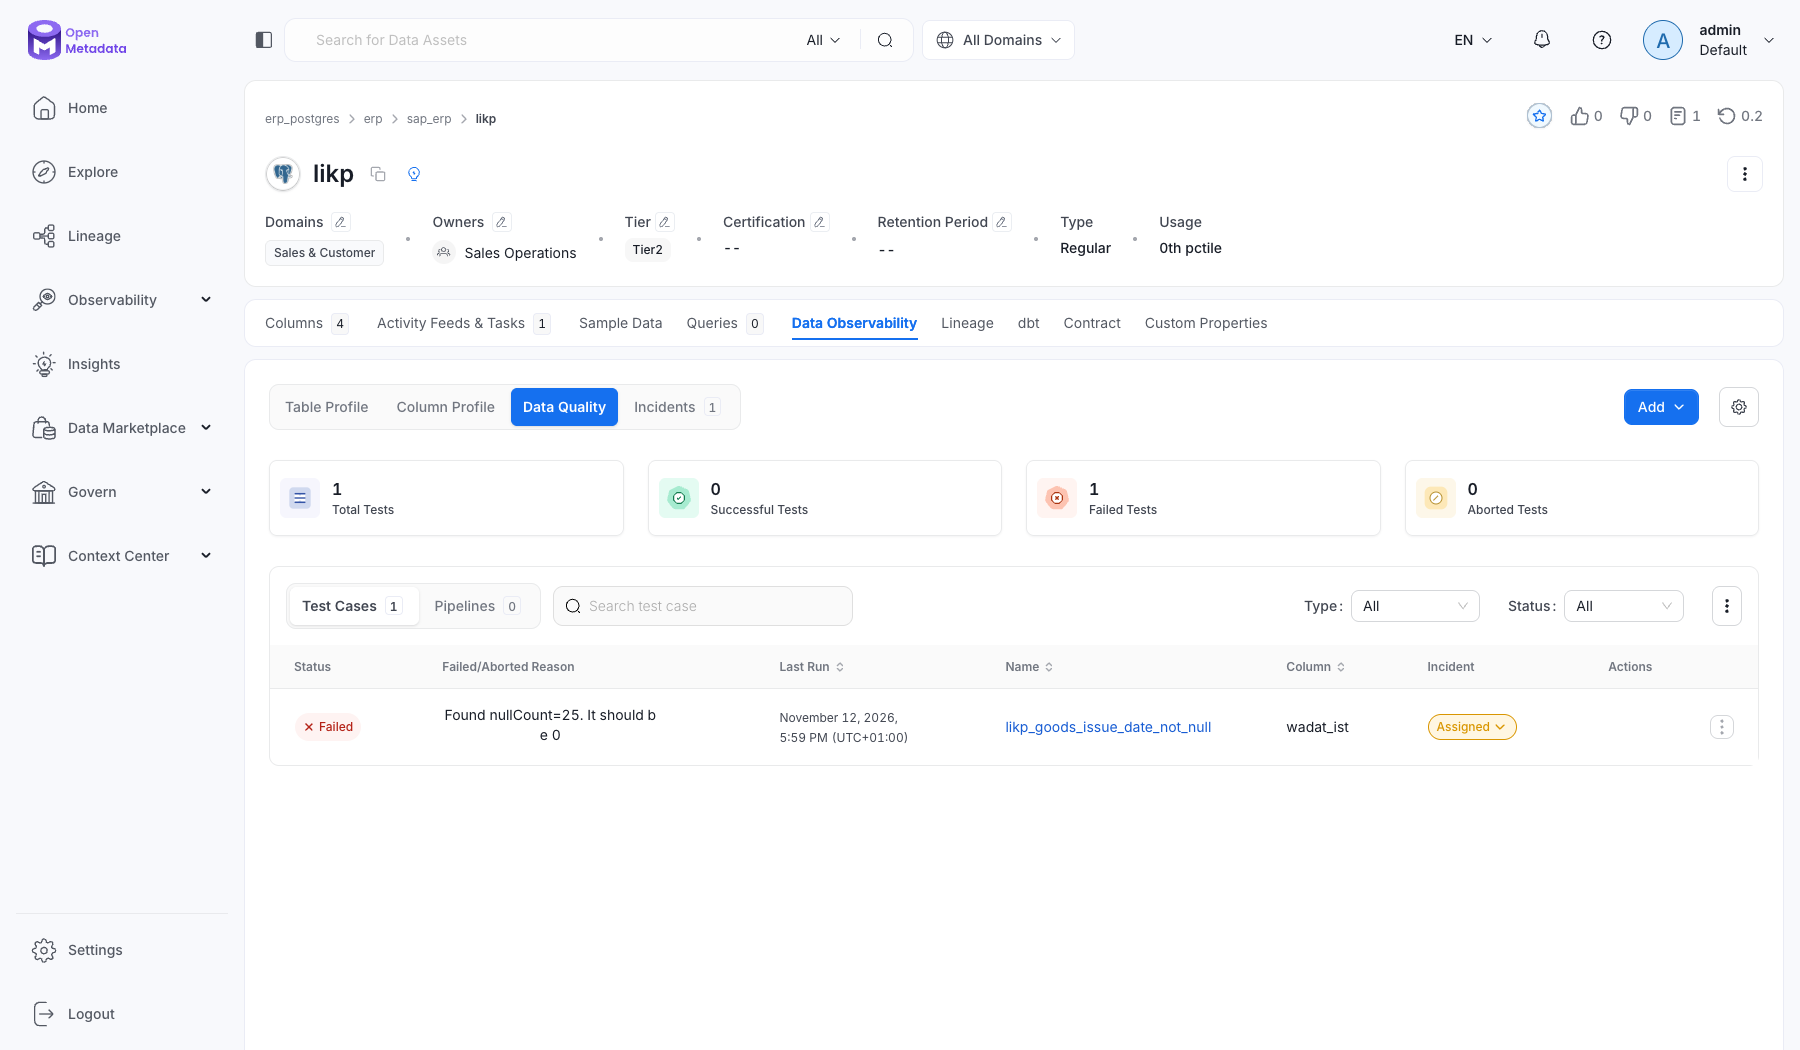 Open
Metadata
Search for Data Assets
All
All Domains
EN
A
admin
Default
Home
Explore
Lineage
Observability
Insights
Data Marketplace
Govern
Context Center
Settings
Logout
erp_postgres > erp > sap_erp > likp
0
0
1
0.2
likp
Domains
Sales & Customer
Owners
Sales Operations
Tier
Tier2
Certification
--
Retention Period
--
Type
Regular
Usage
0th pctile
Columns 4
Activity Feeds & Tasks 1
Sample Data
Queries 0
Data Observability
Lineage
dbt
Contract
Custom Properties
Table Profile
Column Profile
Data Quality
Incidents 1
Add
1
Total Tests
0
Successful Tests
1
Failed Tests
0
Aborted Tests
Test Cases 1
Pipelines 0
Search test case
Type: All
Status: All
Status
Failed/Aborted Reason
Last Run
Name
Column
Incident
Actions
Failed
Found nullCount=25. It should b
e 0
November 12, 2026,
5:59 PM (UTC+01:00)
likp_goods_issue_date_not_null
wadat_ist
Assigned